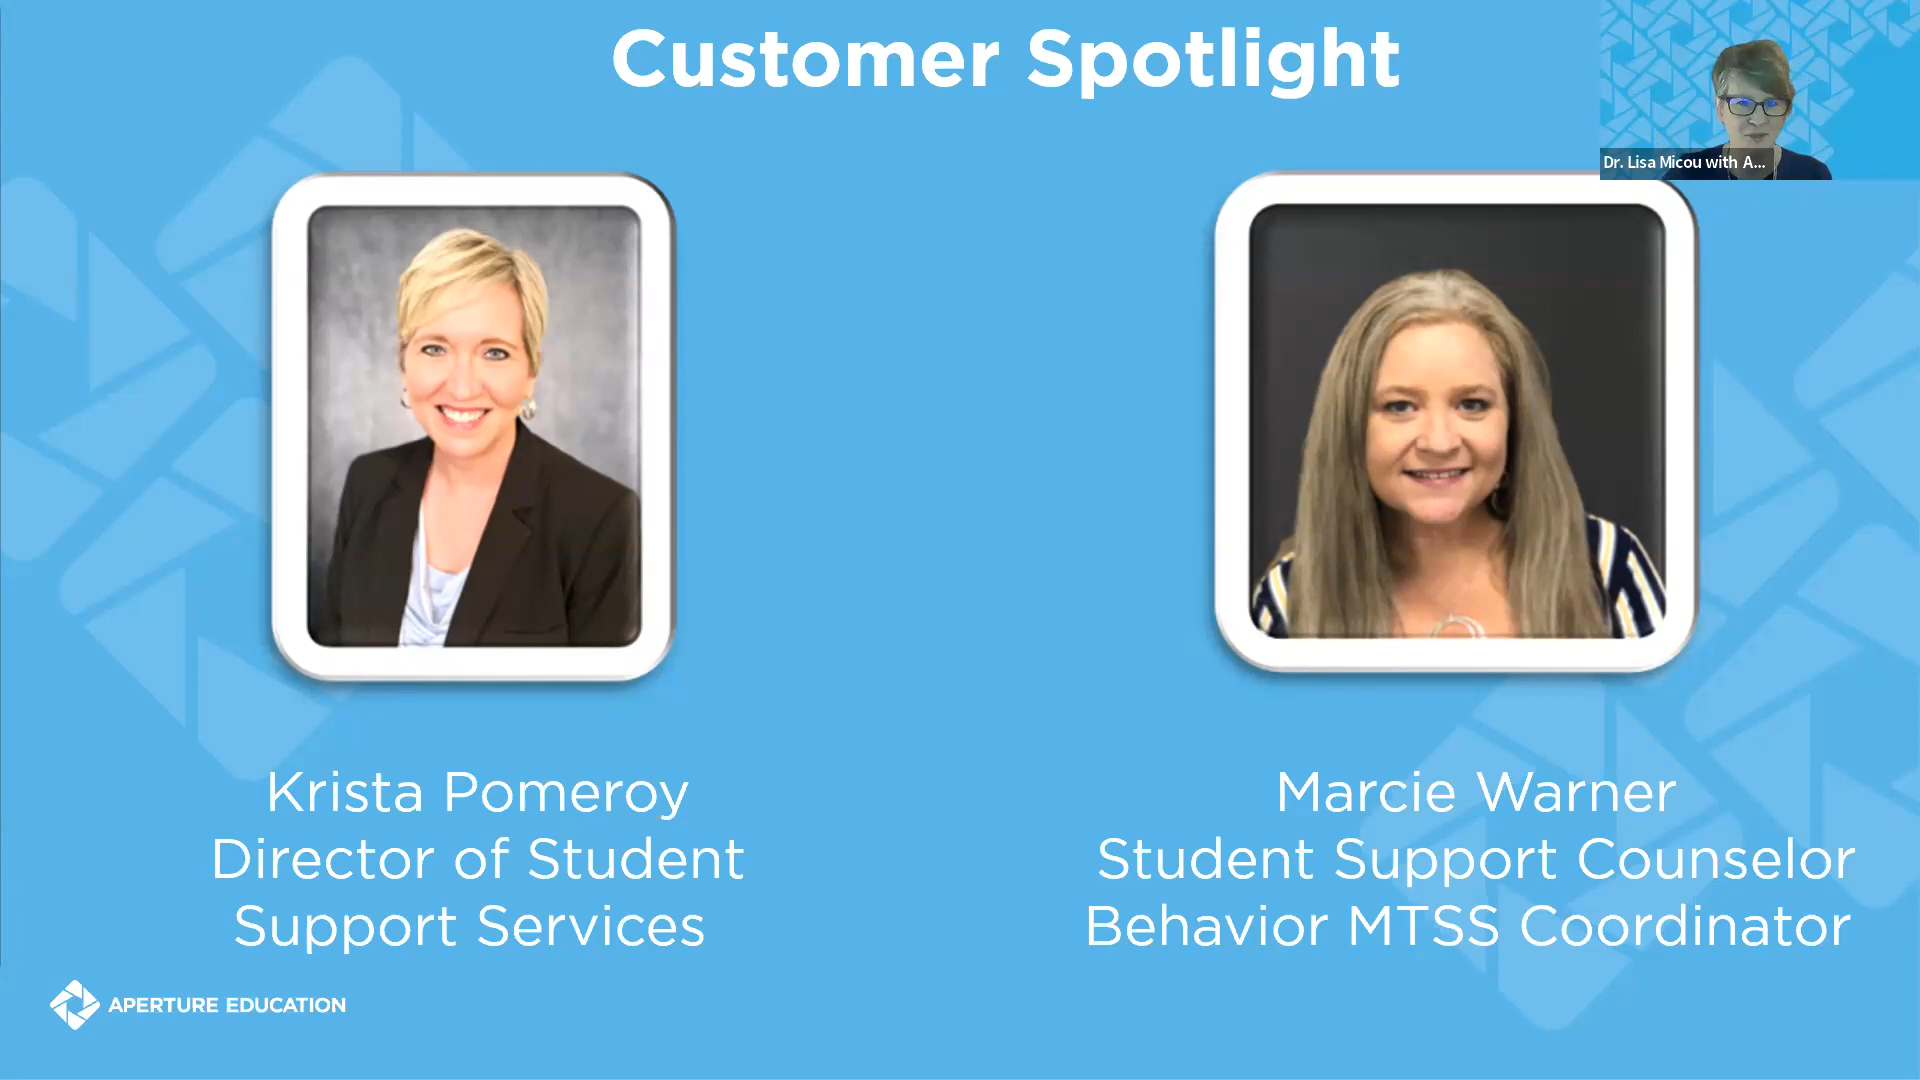 Customer Spotlight
Dr. Lisa Micou with A...
Krista Pomeroy
Director of Student
Support Services
Marcie Warner
Student Support Counselor
Behavior MTSS Coordinator
APERTURE EDUCATION